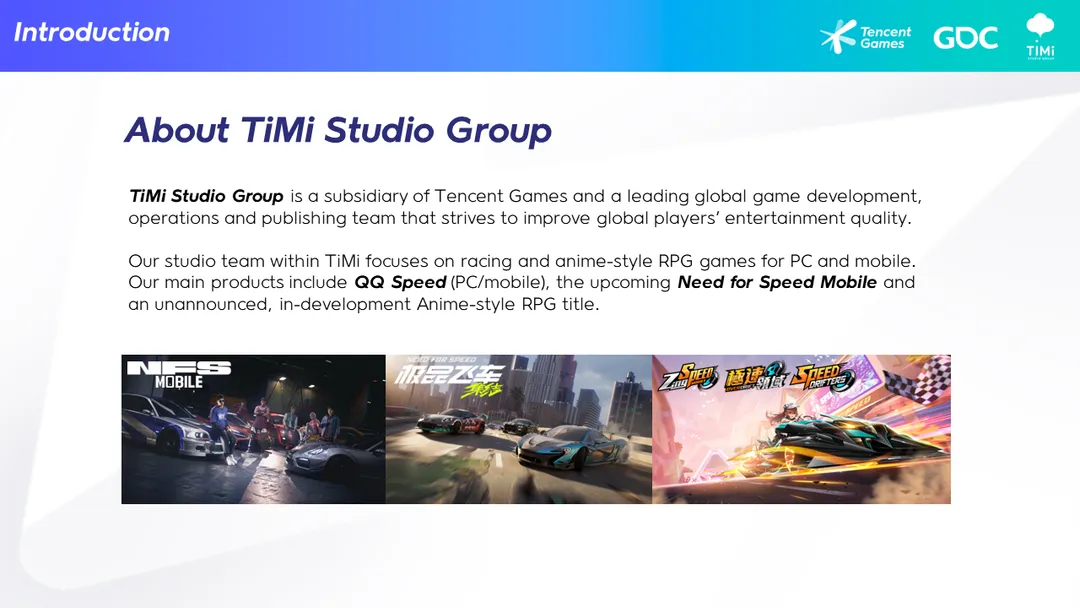 Introduction
Tencent
Games
GDC
TiMi
STUDIO GROUP
About TiMi Studio Group
TiMi Studio Group is a subsidiary of Tencent Games and a leading global game development,
operations and publishing team that strives to improve global players' entertainment quality.
Our studio team within TiMi focuses on racing and anime-style RPG games for PC and mobile.
Our main products include QQ Speed (PC/mobile), the upcoming Need for Speed Mobile and
an unannounced, in-development Anime-style RPG title.
NFS
MOBILE
NEED FOR SPEED
极品飞车
集结
ZingSpeed
極速領域
SPEED
DRIFTERS
SPEED